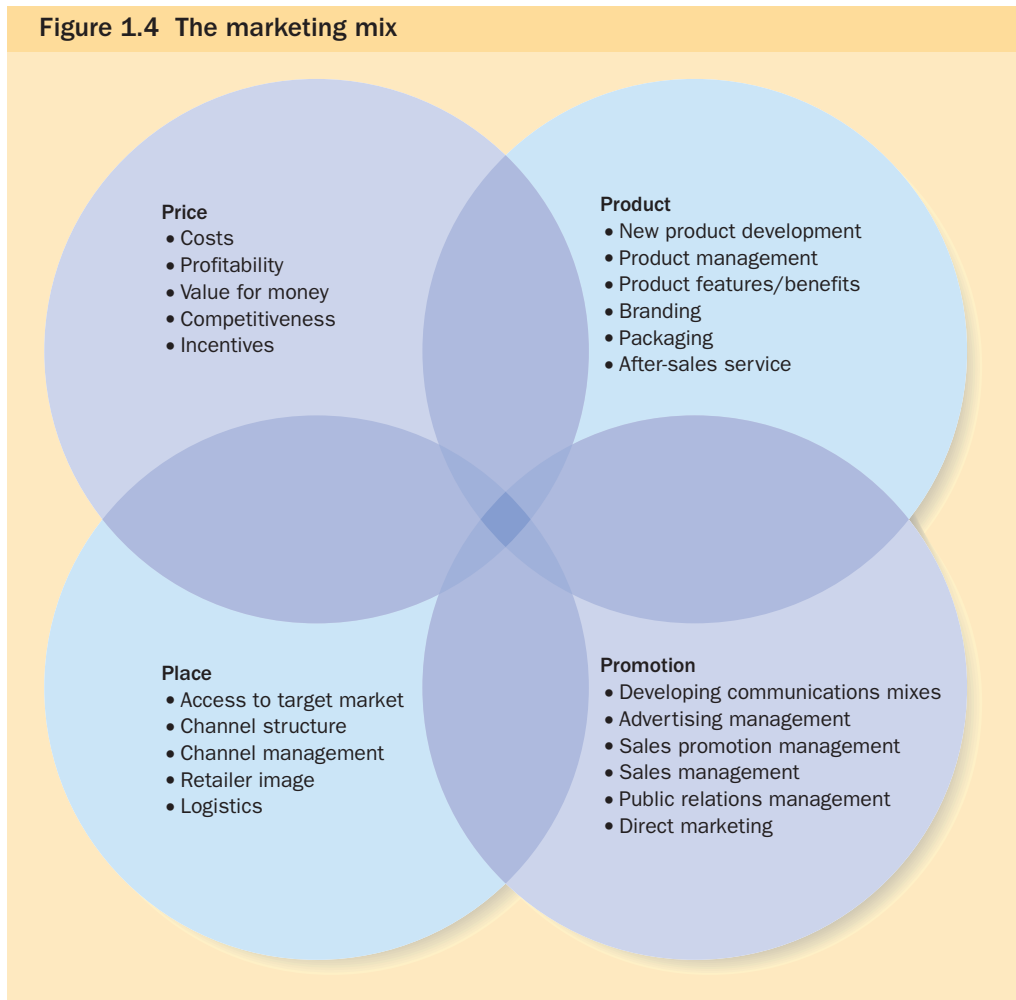 Figure 1.4 The marketing mix
Price
• Costs
• Profitability
• Value for money
• Competitiveness
• Incentives
Product
• New product development
• Product management
• Product features/benefits
• Branding
• Packaging
• After-sales service
Place
• Access to target market
• Channel structure
• Channel management
• Retailer image
• Logistics
Promotion
• Developing communications mixes
• Advertising management
• Sales promotion management
• Sales management
• Public relations management
• Direct marketing